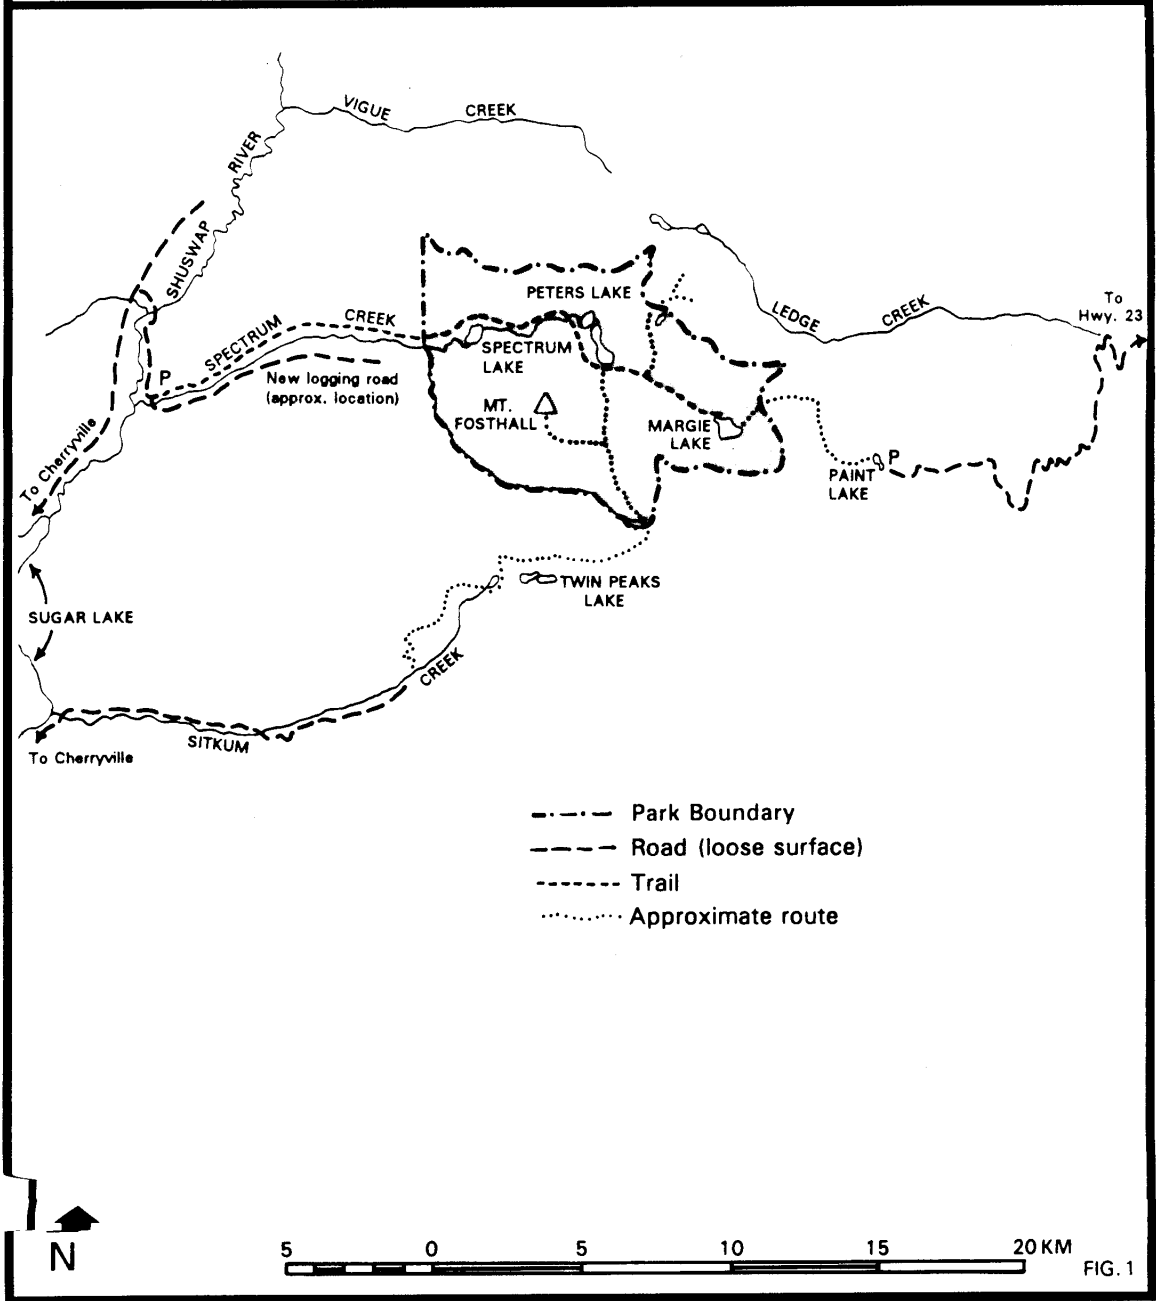 VIGUE CREEK
RIVER
SHUSWAP
PETERS LAKE
To
Hwy. 23
LEDGE CREEK
SPECTRUM CREEK
SPECTRUM
LAKE
P
New logging road
(approx. location)
MT.
FOSTHALL
MARGIE
LAKE
To Cherryville
P
PAINT
LAKE
TWIN PEAKS
LAKE
SUGAR LAKE
CREEK
SITKUM
To Cherryville
Park Boundary
Road (loose surface)
Trail
Approximate route
N
5 0 5 10 15 20 KM
FIG. 1